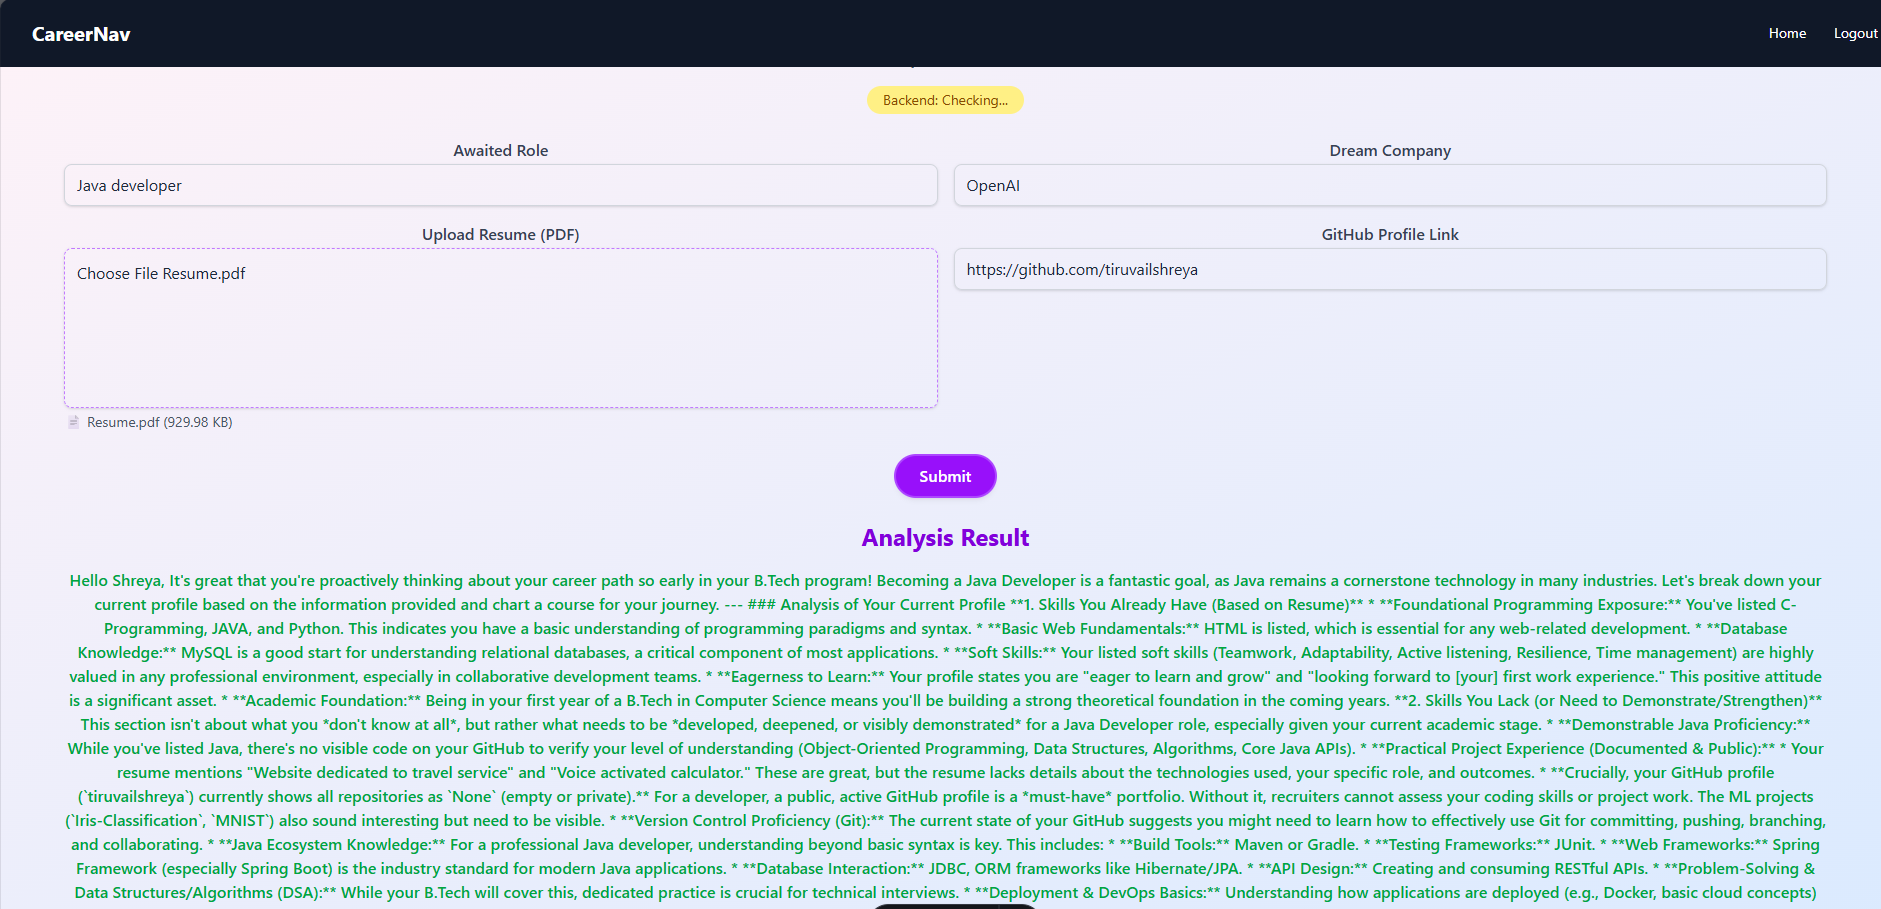 CareerNav
Home
Logout
Backend: Checking...
Awaited Role
Dream Company
Java developer
OpenAI
Upload Resume (PDF)
GitHub Profile Link
Choose File Resume.pdf
https://github.com/tiruvailshreya
Resume.pdf (929.98 KB)
Submit
Analysis Result
Hello Shreya, It's great that you're proactively thinking about your career path so early in your B.Tech program! Becoming a Java Developer is a fantastic goal, as Java remains a cornerstone technology in many industries. Let's break down your
current profile based on the information provided and chart a course for your journey. --- ### Analysis of Your Current Profile **1. Skills You Already Have (Based on Resume)** * **Foundational Programming Exposure:** You've listed C-
Programming, JAVA, and Python. This indicates you have a basic understanding of programming paradigms and syntax. * **Basic Web Fundamentals:** HTML is listed, which is essential for any web-related development. * **Database
Knowledge:** MySQL is a good start for understanding relational databases, a critical component of most applications. * **Soft Skills:** Your listed soft skills (Teamwork, Adaptability, Active listening, Resilience, Time management) are highly
valued in any professional environment, especially in collaborative development teams. * **Eagerness to Learn:** Your profile states you are "eager to learn and grow" and "looking forward to [your] first work experience." This positive attitude
is a significant asset. * **Academic Foundation:** Being in your first year of a B.Tech in Computer Science means you'll be building a strong theoretical foundation in the coming years. **2. Skills You Lack (or Need to Demonstrate/Strengthen)**
This section isn't about what you *don't know at all*, but rather what needs to be *developed, deepened, or visibly demonstrated* for a Java Developer role, especially given your current academic stage. * **Demonstrable Java Proficiency:**
While you've listed Java, there's no visible code on your GitHub to verify your level of understanding (Object-Oriented Programming, Data Structures, Algorithms, Core Java APIs). * **Practical Project Experience (Documented & Public):** * Your
resume mentions "Website dedicated to travel service" and "Voice activated calculator." These are great, but the resume lacks details about the technologies used, your specific role, and outcomes. * **Crucially, your GitHub profile
(`tiruvailshreya`) currently shows all repositories as `None` (empty or private).** For a developer, a public, active GitHub profile is a *must-have* portfolio. Without it, recruiters cannot assess your coding skills or project work. The ML projects
(`Iris-Classification`, `MNIST`) also sound interesting but need to be visible. * **Version Control Proficiency (Git):** The current state of your GitHub suggests you might need to learn how to effectively use Git for committing, pushing, branching,
and collaborating. * **Java Ecosystem Knowledge:** For a professional Java developer, understanding beyond basic syntax is key. This includes: * **Build Tools:** Maven or Gradle. * **Testing Frameworks:** JUnit. * **Web Frameworks:** Spring
Framework (especially Spring Boot) is the industry standard for modern Java applications. * **Database Interaction:** JDBC, ORM frameworks like Hibernate/JPA. * **API Design:** Creating and consuming RESTful APIs. * **Problem-Solving &
Data Structures/Algorithms (DSA):** While your B.Tech will cover this, dedicated practice is crucial for technical interviews. * **Deployment & DevOps Basics:** Understanding how applications are deployed (e.g., Docker, basic cloud concepts)